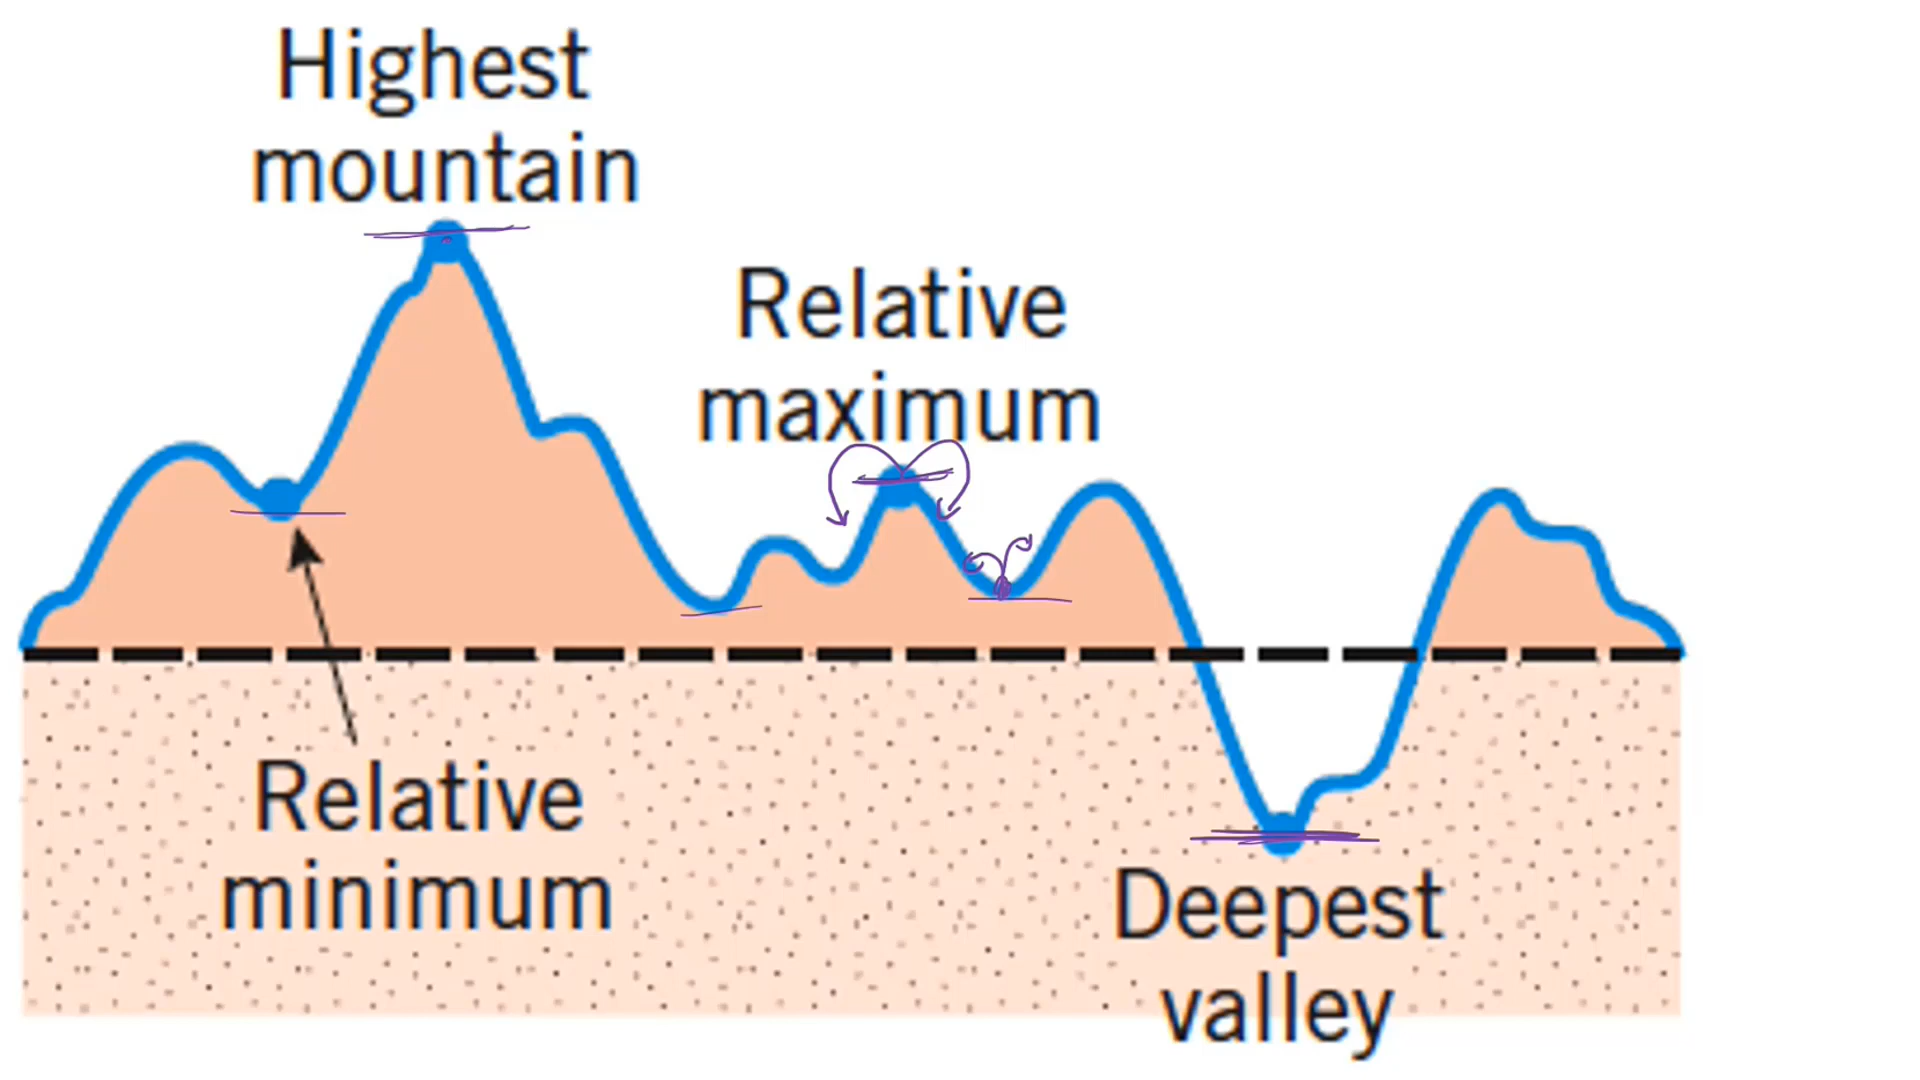 Highest
mountain
Relative
maximum
Relative
minimum
Deepest
valley